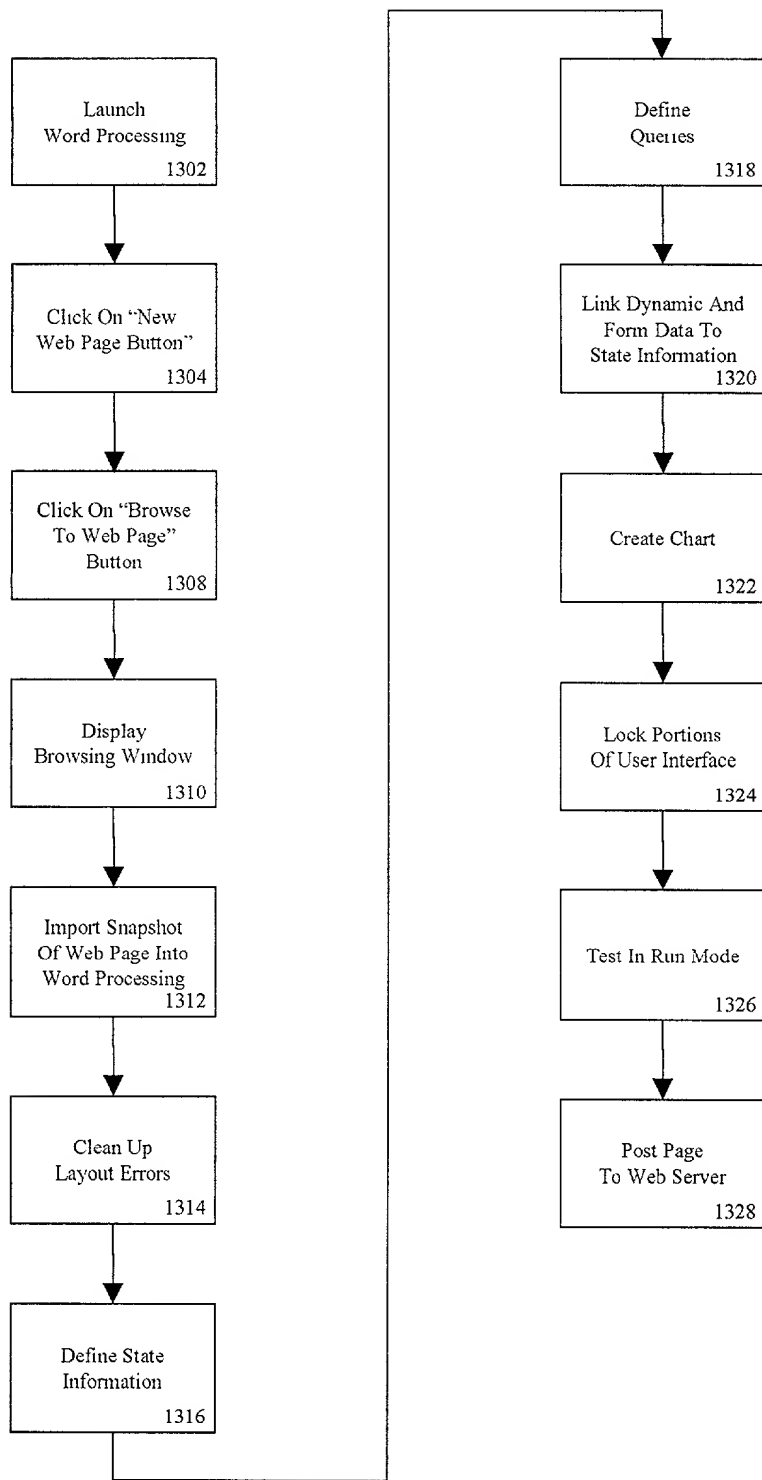 Launch
Word Processing
1302
Click On “New
Web Page Button”
1304
Click On “Browse
To Web Page”
Button
1308
Display
Browsing Window
1310
Import Snapshot
Of Web Page Into
Word Processing
1312
Clean Up
Layout Errors
1314
Define State
Information
1316
Define
Queries
1318
Link Dynamic And
Form Data To
State Information
1320
Create Chart
1322
Lock Portions
Of User Interface
1324
Test In Run Mode
1326
Post Page
To Web Server
1328